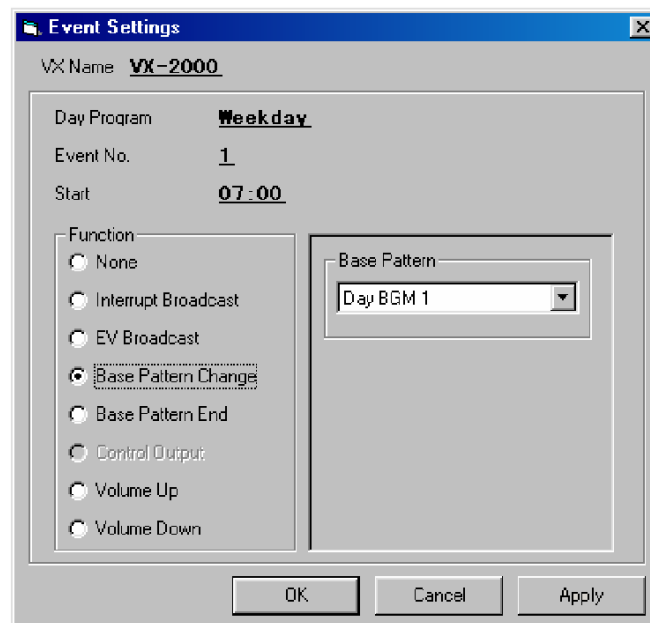 Event Settings
VX Name VX-2000
Day Program Weekday
Event No. 1
Start 07:00
Function
None
Interrupt Broadcast
EV Broadcast
Base Pattern Change
Base Pattern End
Control Output
Volume Up
Volume Down
Base Pattern
Day BGM 1
OK Cancel Apply